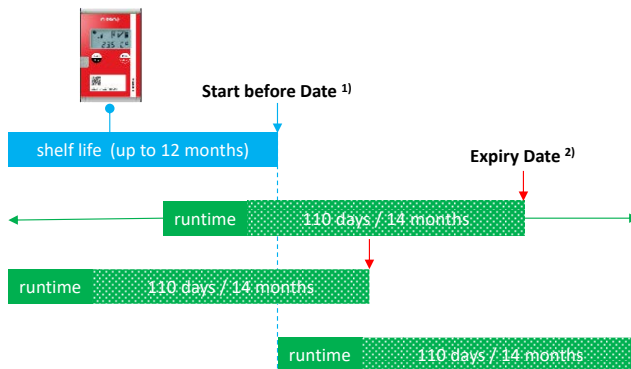 Start before Date 1)
shelf life (up to 12 months)
Expiry Date 2)
runtime 110 days / 14 months
runtime 110 days / 14 months
runtime 110 days / 14 months